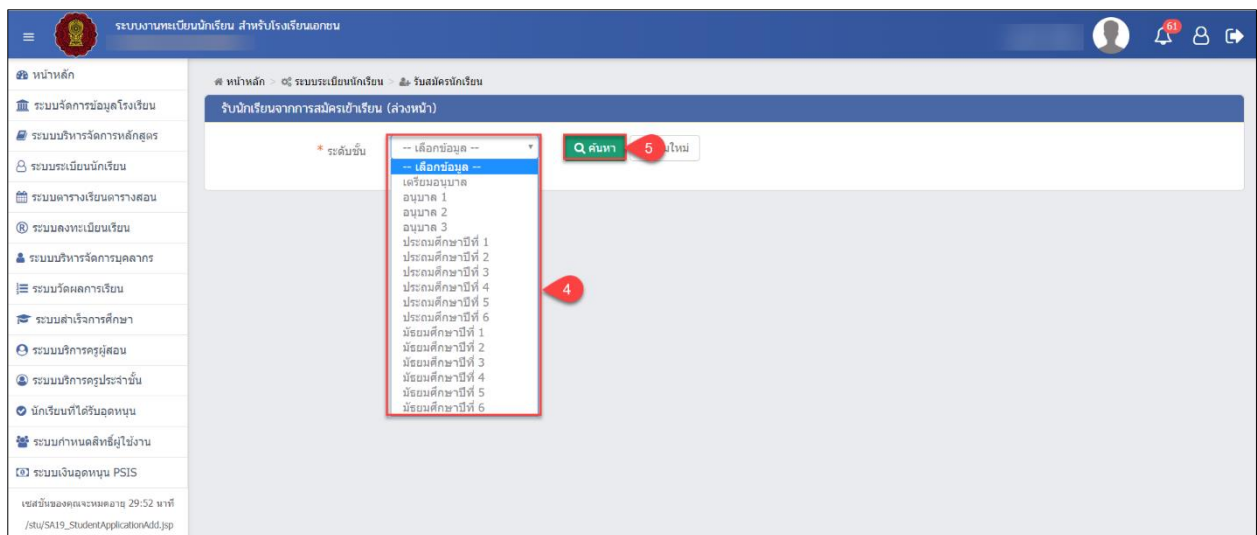 ระบบงานทะเบียนนักเรียน สำหรับโรงเรียนเอกชน
61
หน้าหลัก
ระบบจัดการข้อมูลโรงเรียน
ระบบบริหารจัดการหลักสูตร
ระบบระเบียนนักเรียน
ระบบตารางเรียนตารางสอน
ระบบลงทะเบียนเรียน
ระบบบริหารจัดการบุคลากร
ระบบวัดผลการเรียน
ระบบสำเร็จการศึกษา
ระบบบริการครูผู้สอน
ระบบบริการครูประจำชั้น
นักเรียนที่ได้รับอุดหนุน
ระบบกำหนดสิทธิ์ผู้ใช้งาน
ระบบเงินอุดหนุน PSIS
เซสชันของคุณจะหมดอายุ 29:52 นาที
/stu/SA19_StudentApplicationAdd.jsp
หน้าหลัก > ระบบระเบียนนักเรียน > รับสมัครนักเรียน
รับนักเรียนจากการสมัครเข้าเรียน (ล่วงหน้า)
* ระดับชั้น -- เลือกข้อมูล -- ค้นหา 5
-- เลือกข้อมูล --
เตรียมอนุบาล
อนุบาล 1
อนุบาล 2
อนุบาล 3
ประถมศึกษาปีที่ 1
ประถมศึกษาปีที่ 2
ประถมศึกษาปีที่ 3
ประถมศึกษาปีที่ 4
ประถมศึกษาปีที่ 5
ประถมศึกษาปีที่ 6
มัธยมศึกษาปีที่ 1
มัธยมศึกษาปีที่ 2
มัธยมศึกษาปีที่ 3
มัธยมศึกษาปีที่ 4
มัธยมศึกษาปีที่ 5
มัธยมศึกษาปีที่ 6
4